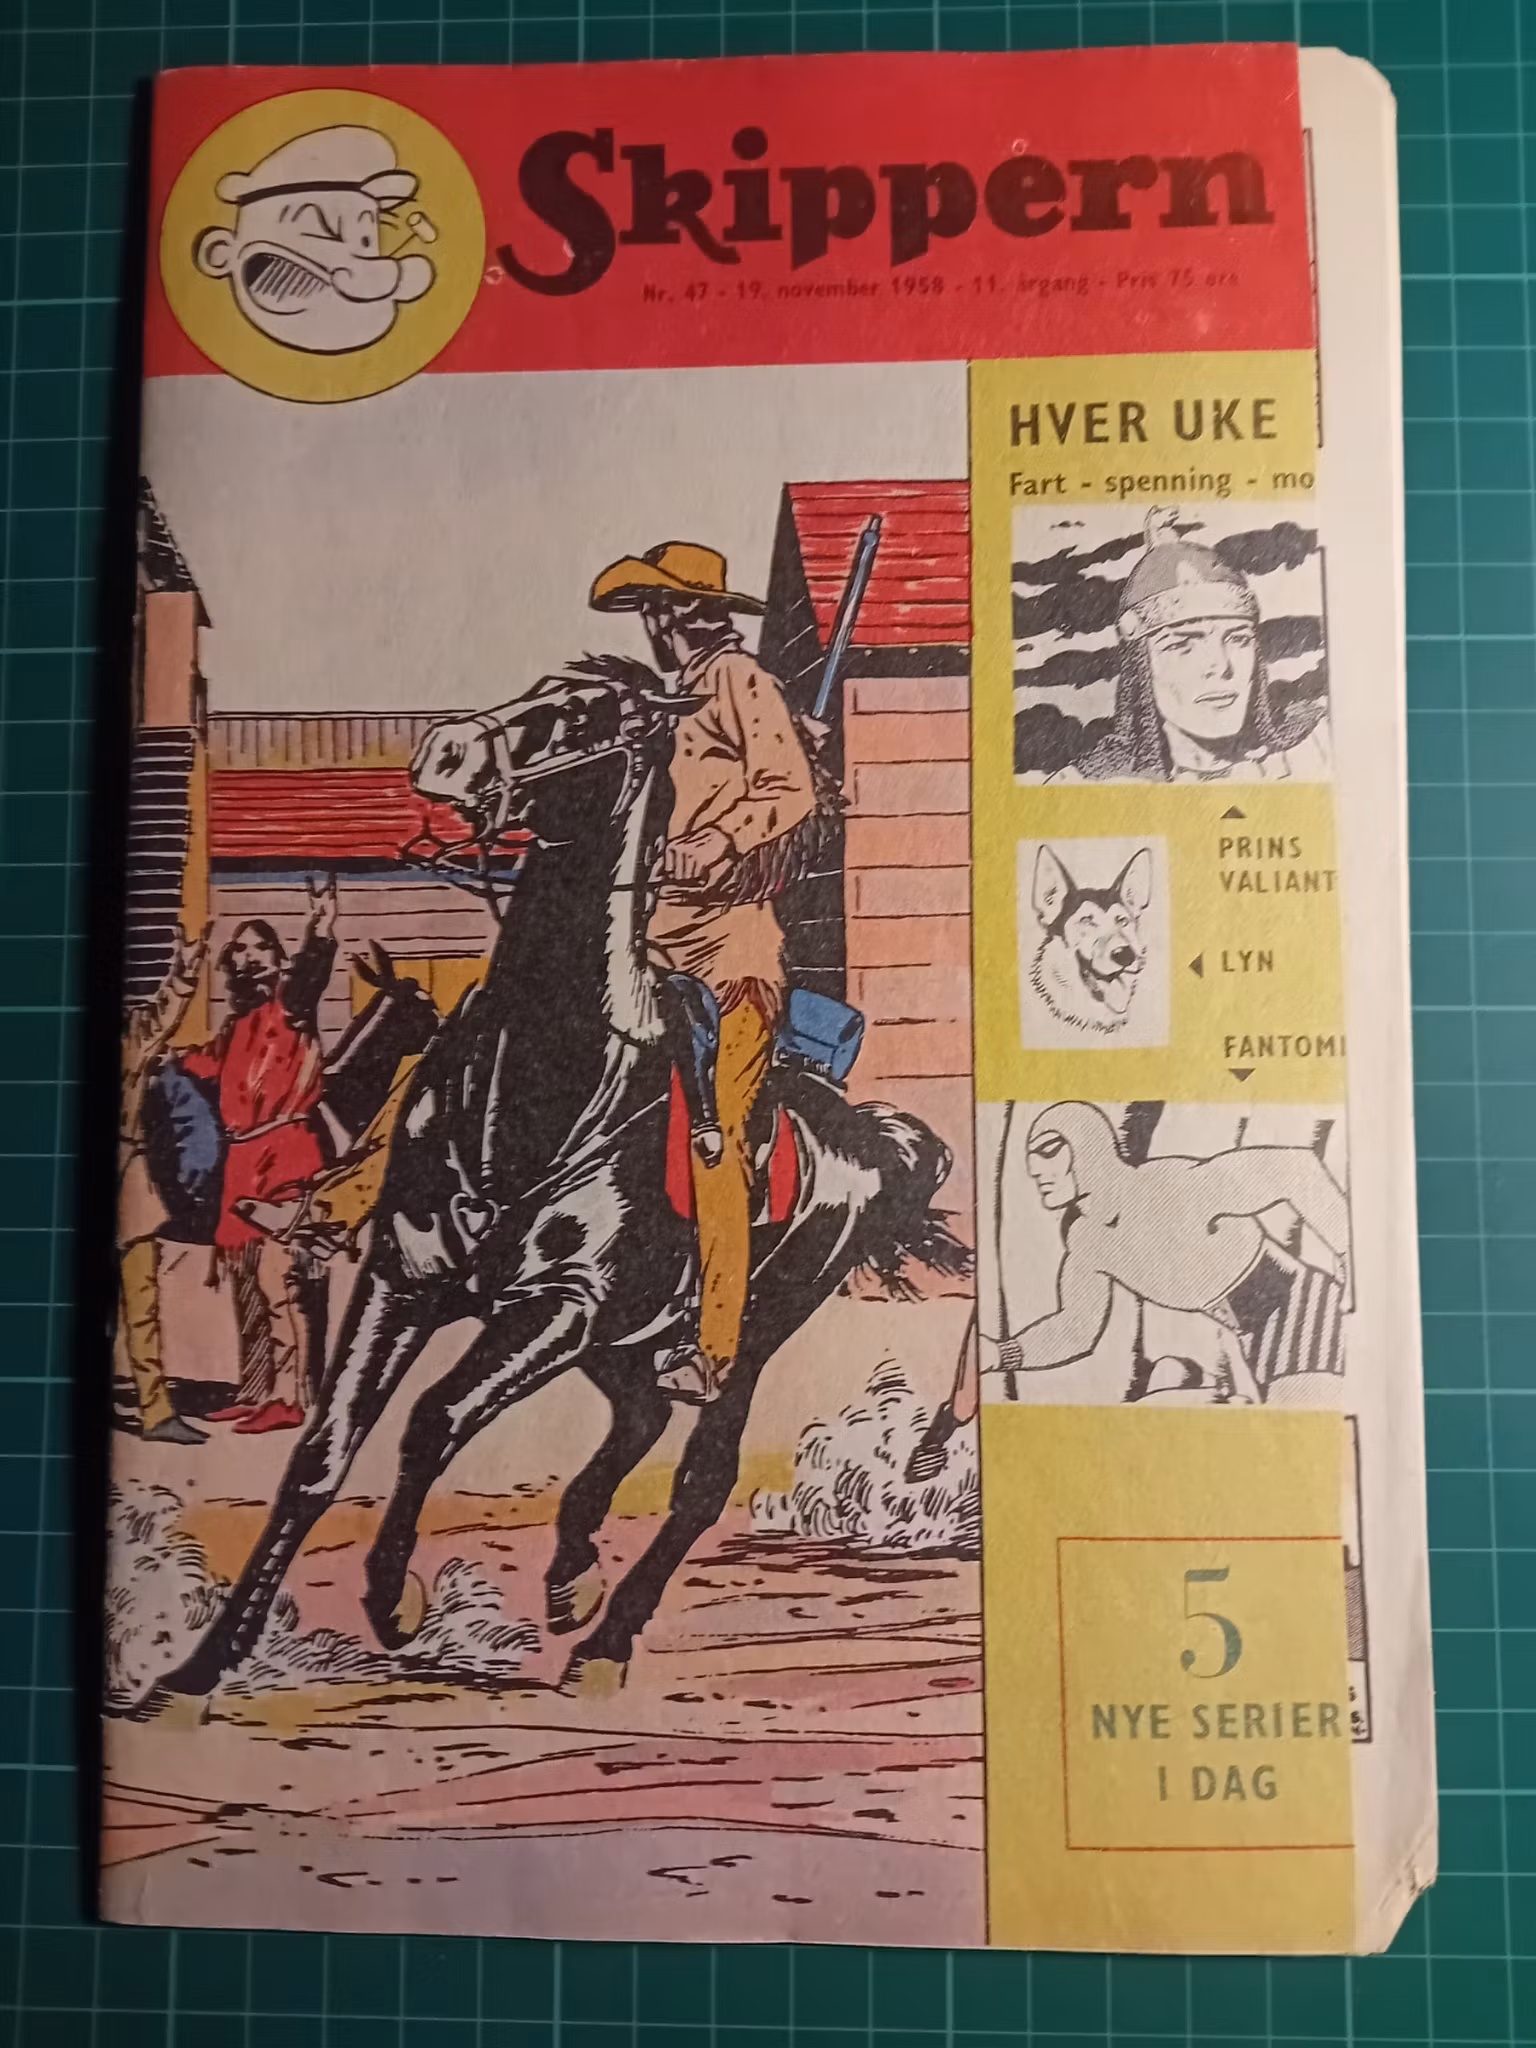 Skippern
Nr. 47 - 19. november 1958 - 11. årgang - Pris 75 øre
HVER UKE
Fart - spenning - mo
PRINS
VALIANT
LYN
FANTOM
5
NYE SERIER
I DAG